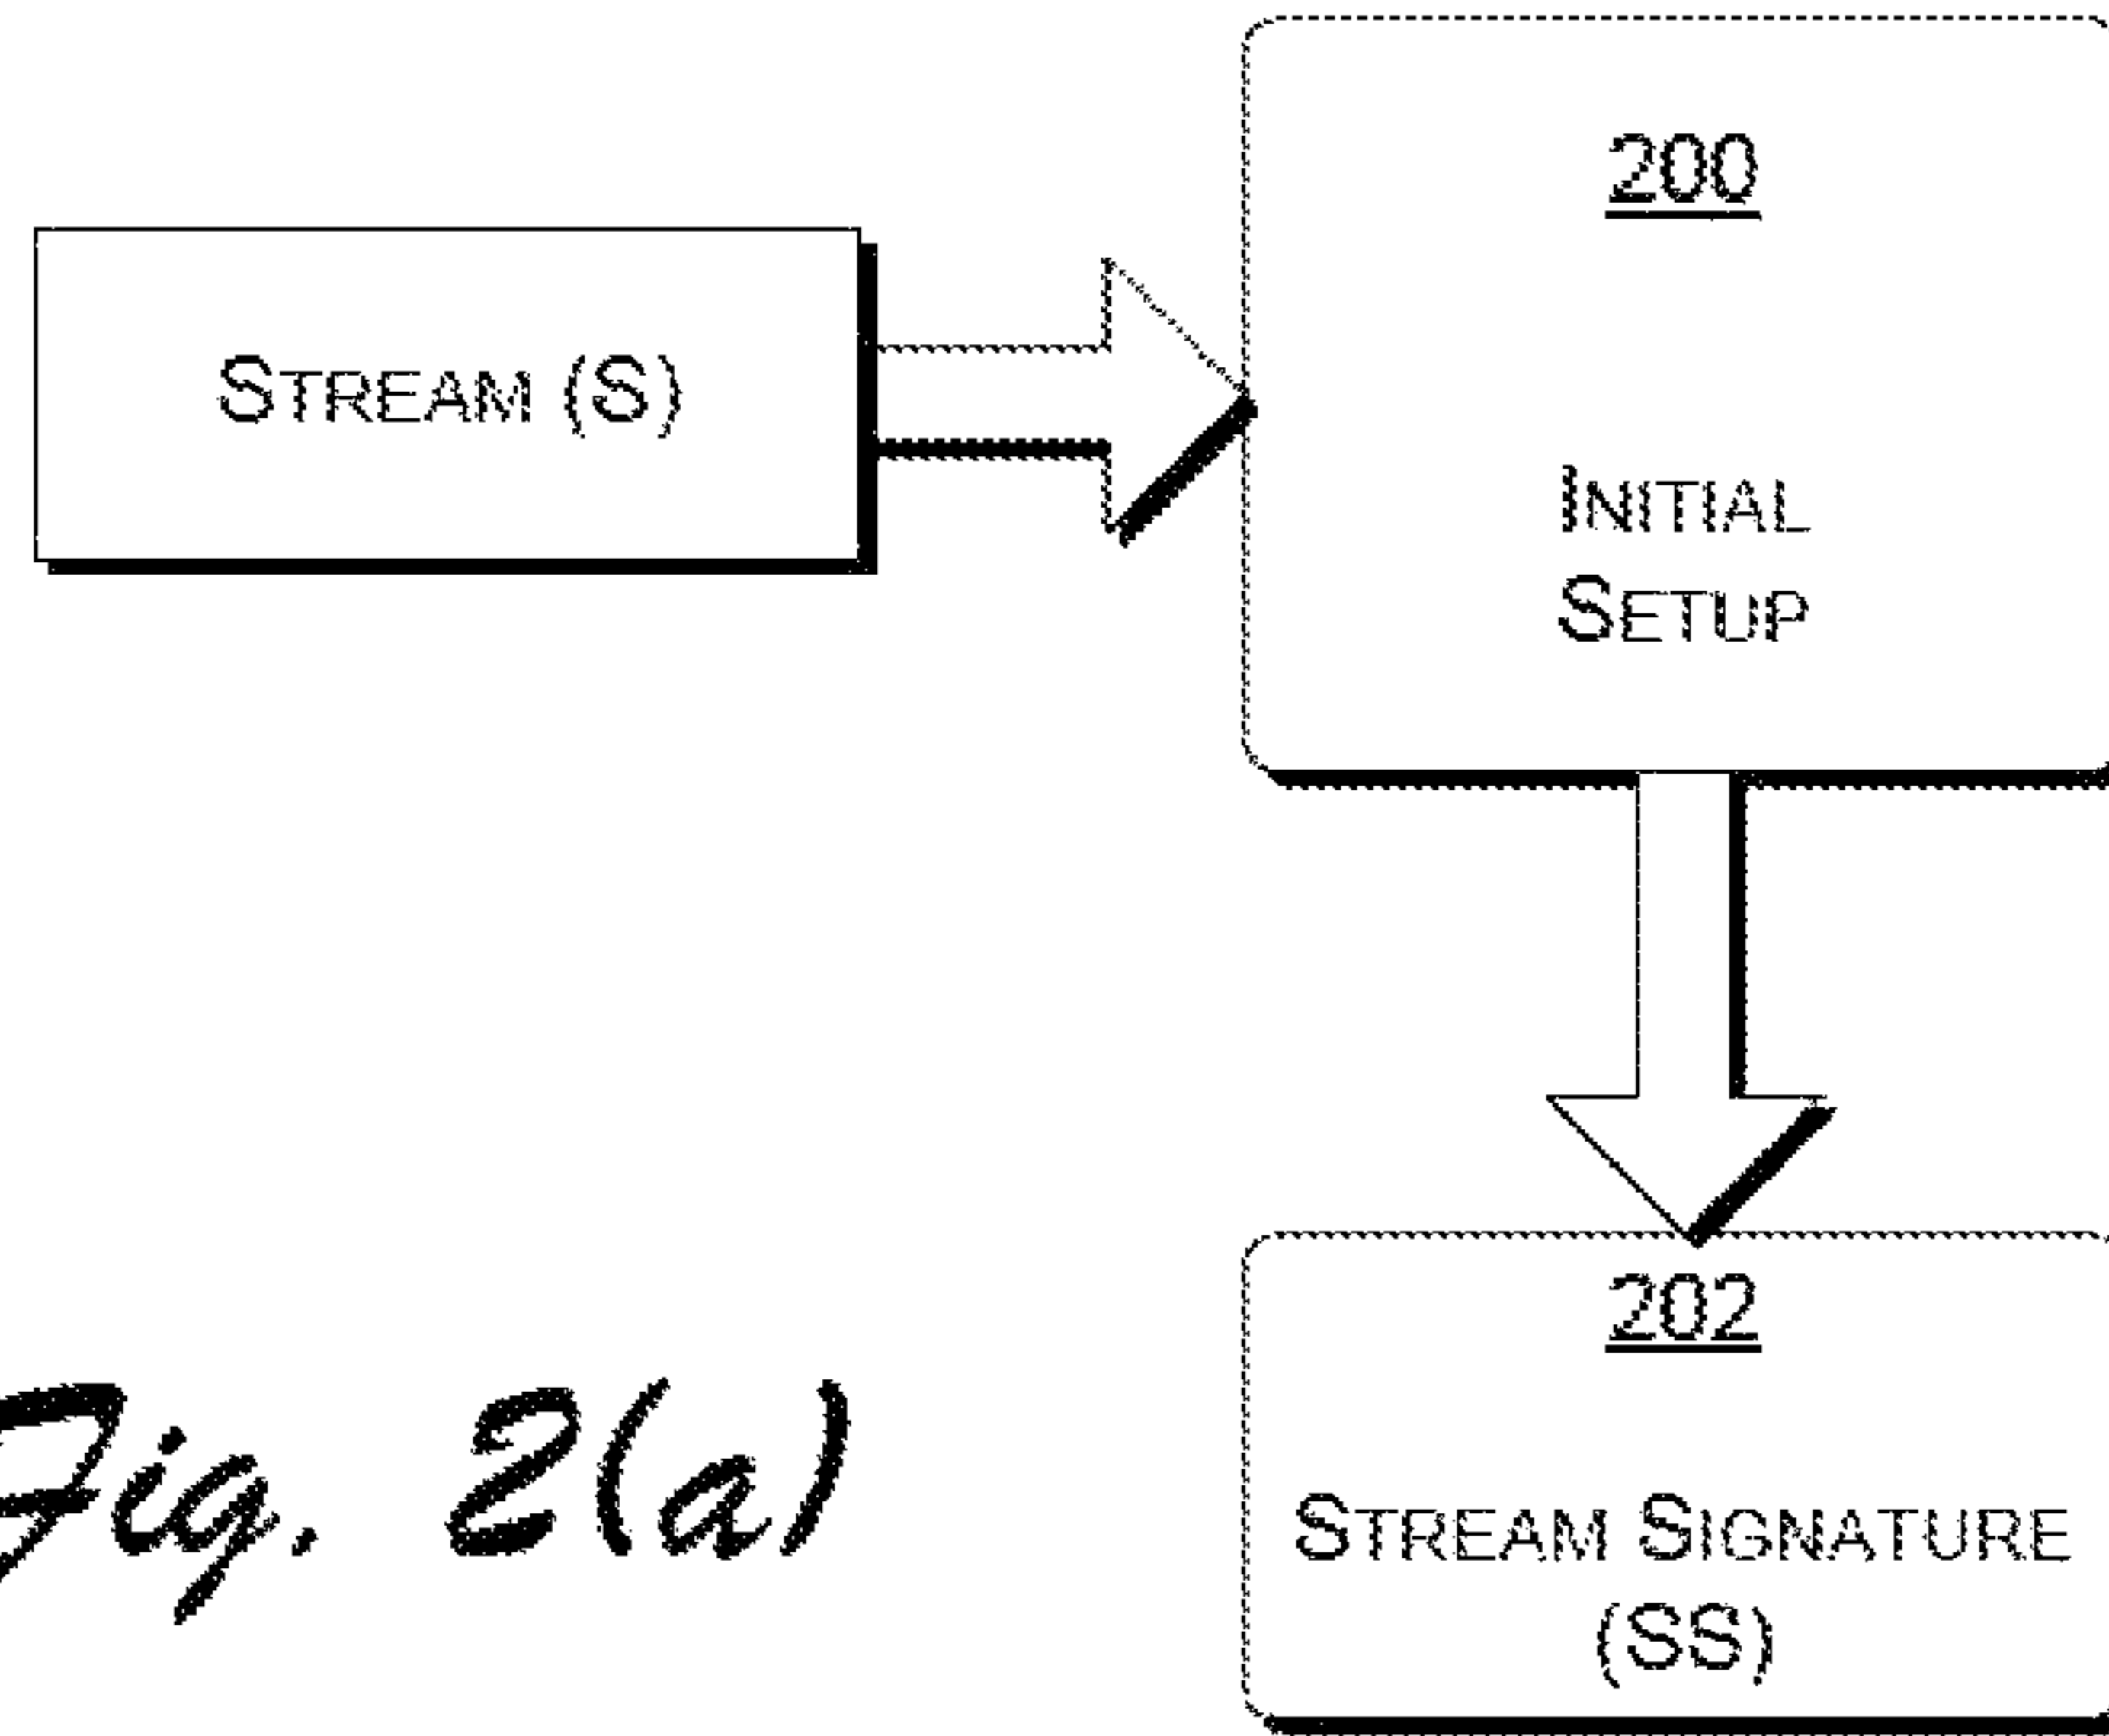 200
STREAM (S)
INITIAL
SETUP
202
STREAM SIGNATURE
(SS)
Fig. 2(a)